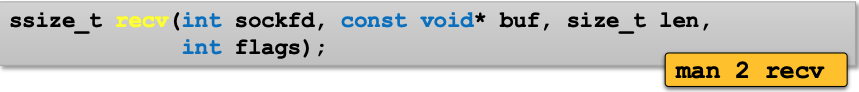 ssize_t recv(int sockfd, const void* buf, size_t len,
int flags);
man 2 recv